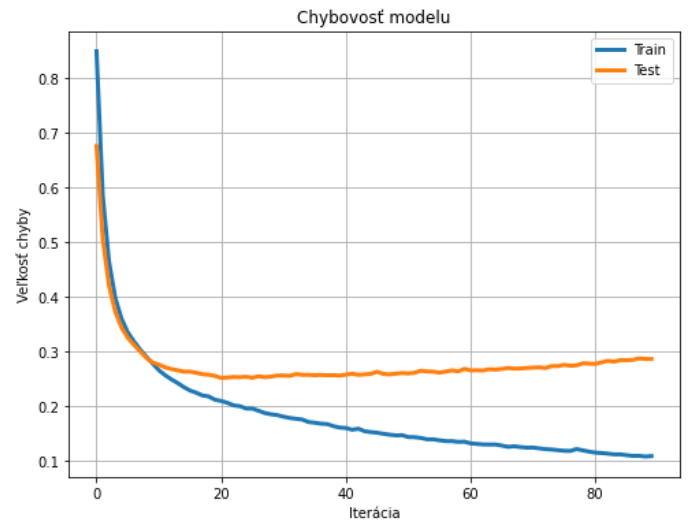 Chybovosť modelu
Train
Test
Veľkosť chyby
0.8
0.7
0.6
0.5
0.4
0.3
0.2
0.1
0 20 40 60 80
Iterácia